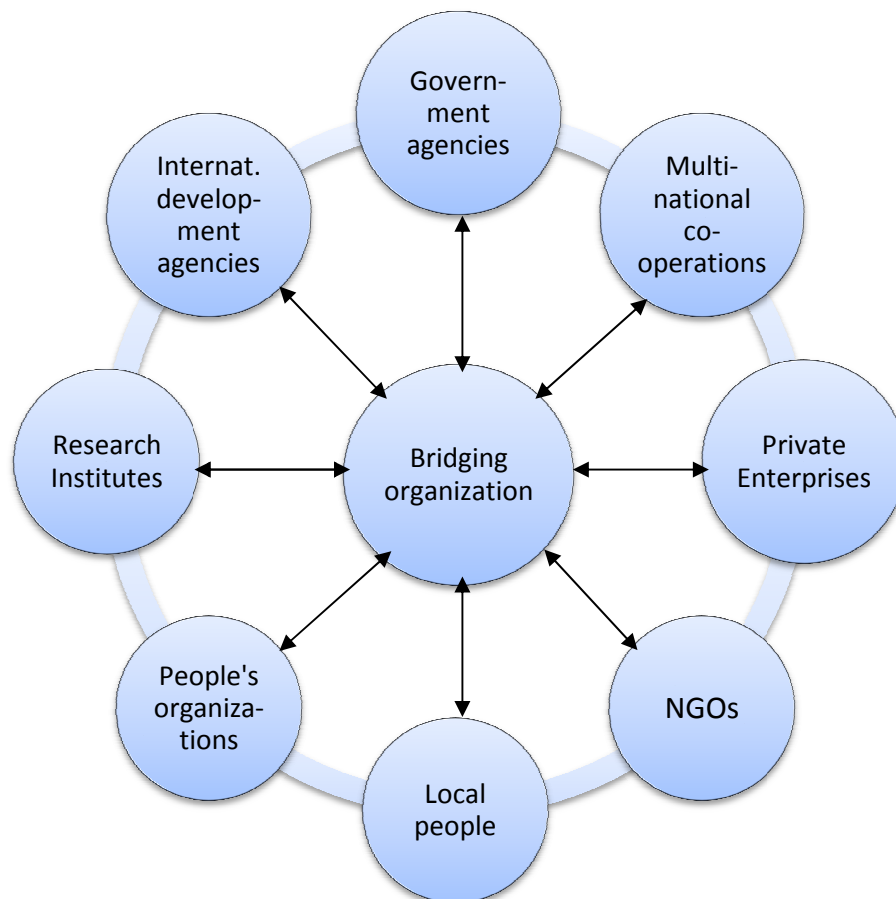 Govern-
ment
agencies
Internat.
develop-
ment
agencies
Multi-
national
co-
operations
Research
Institutes
Bridging
organization
Private
Enterprises
People's
organiza-
tions
NGOs
Local
people